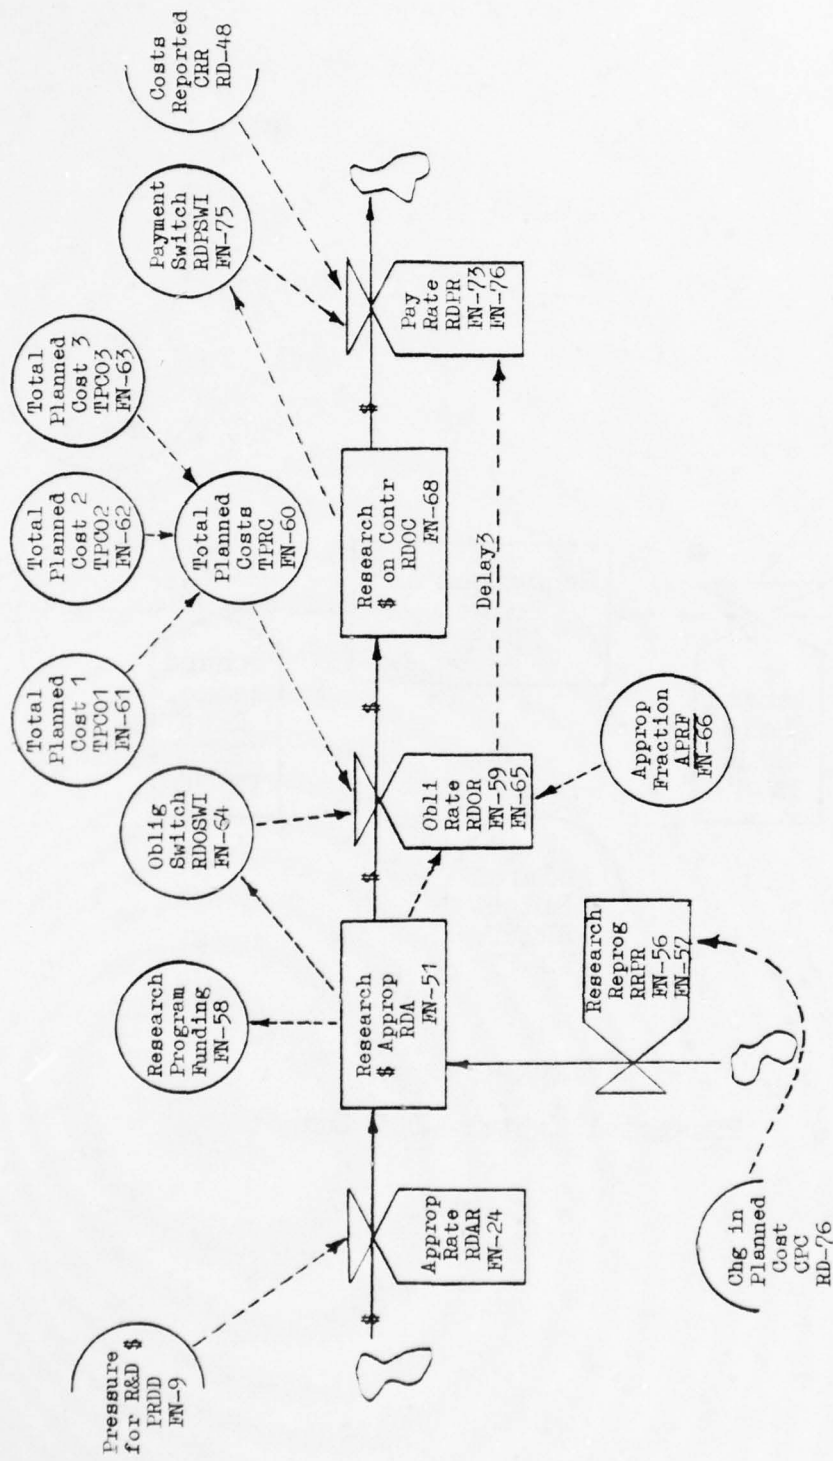 Pressure
for R&D $
PRDD
FN-9
Approp
Rate
RDAR
FN-24
$
Research
$ Approp
RDA
FN-51
Research
Program
Funding
FN-58
Oblig
Switch
RDOSWI
FN-64
Total
Planned
Cost 1
TPCO1
FN-61
Total
Planned
Cost 2
TPCO2
FN-62
Total
Planned
Cost 3
TPCO3
FN-63
Total
Planned
Costs
TPRC
FN-60
Payment
Switch
RDPSWI
FN-75
Costs
Reported
CRR
RD-48
$
Obli
Rate
RDOR
FN-59
FN-65
$
Research
$ on Contr
RDOC
FN-68
$
Pay
Rate
RDPR
FN-73
FN-76
Delay3
Approp
Fraction
APRF
FN-66
Research
Reprog
RRPR
FN-56
FN-57
Chg in
Planned
Cost
CPC
RD-76